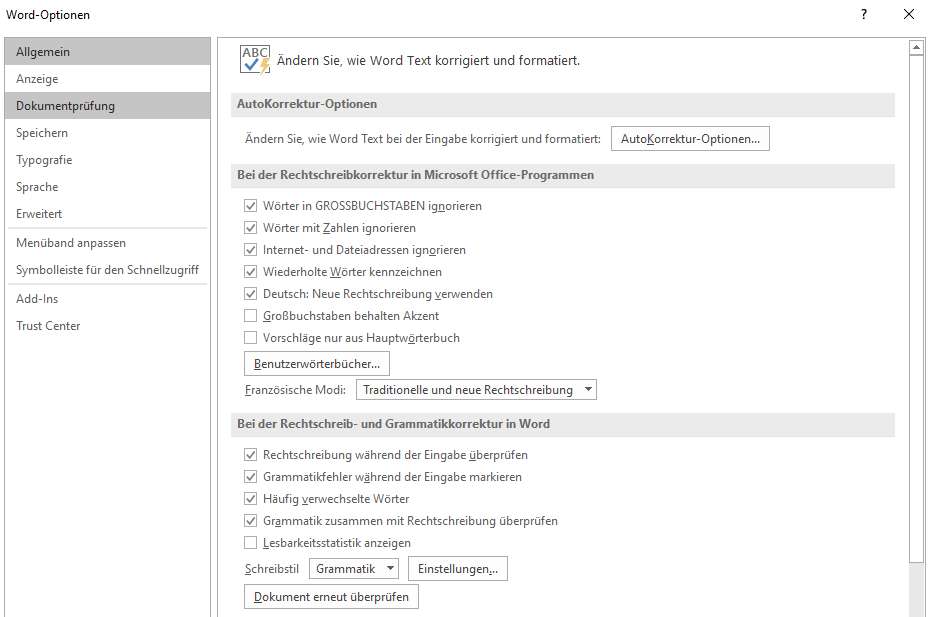 Word-Optionen
?
Allgemein
Anzeige
Dokumentprüfung
Speichern
Typografie
Sprache
Erweitert
Menüband anpassen
Symbolleiste für den Schnellzugriff
Add-Ins
Trust Center
ABC
Ändern Sie, wie Word Text korrigiert und formatiert.
AutoKorrektur-Optionen
Ändern Sie, wie Word Text bei der Eingabe korrigiert und formatiert: AutoKorrektur-Optionen...
Bei der Rechtschreibkorrektur in Microsoft Office-Programmen
Wörter in GROSSBUCHSTABEN ignorieren
Wörter mit Zahlen ignorieren
Internet- und Dateiadressen ignorieren
Wiederholte Wörter kennzeichnen
Deutsch: Neue Rechtschreibung verwenden
Großbuchstaben behalten Akzent
Vorschläge nur aus Hauptwörterbuch
Benutzerwörterbücher...
Französische Modi: Traditionelle und neue Rechtschreibung
Bei der Rechtschreib- und Grammatikkorrektur in Word
Rechtschreibung während der Eingabe überprüfen
Grammatikfehler während der Eingabe markieren
Häufig verwechselte Wörter
Grammatik zusammen mit Rechtschreibung überprüfen
Lesbarkeitsstatistik anzeigen
Schreibstil Grammatik Einstellungen...
Dokument erneut überprüfen